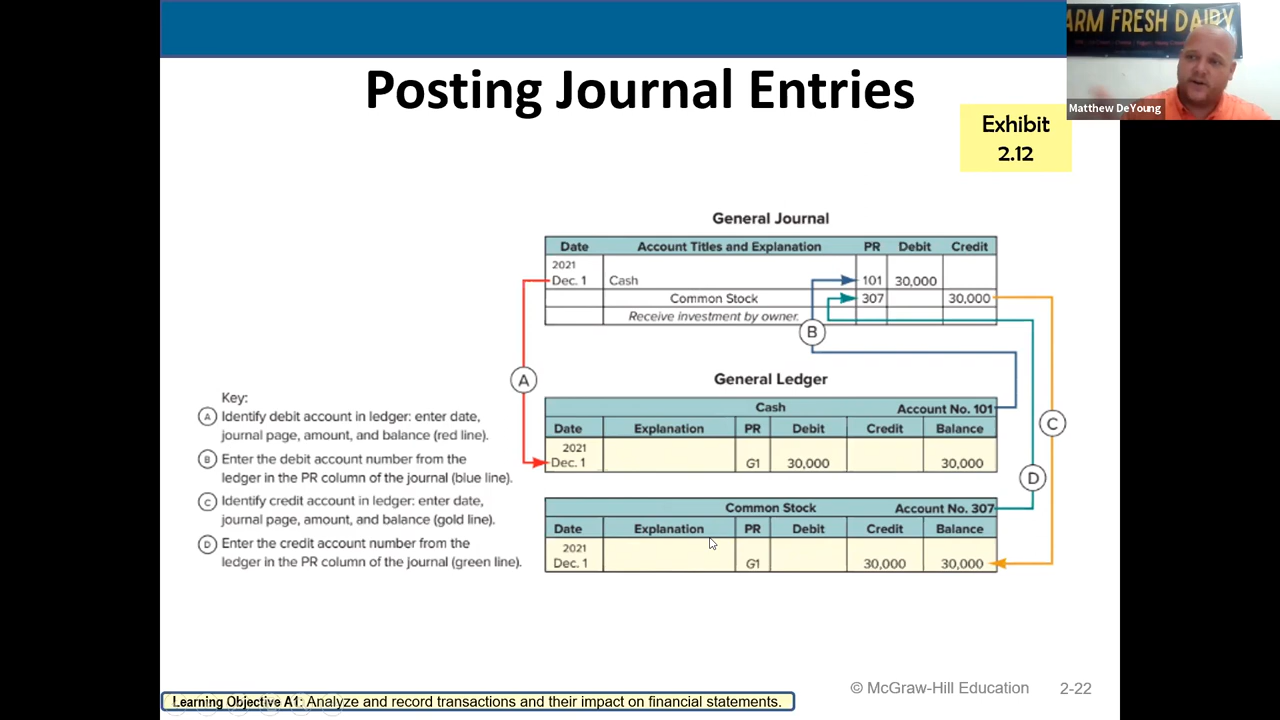 ARM FRESH DAIRY
Matthew DeYoung
Posting Journal Entries
Exhibit
2.12
General Journal
Date Account Titles and Explanation PR Debit Credit
2021
Dec. 1 Cash 101 30,000
Common Stock 307 30,000
Receive investment by owner.
B
General Ledger
A
Cash Account No. 101
Date Explanation PR Debit Credit Balance
2021
Dec. 1 G1 30,000 30,000
C
D
Common Stock Account No. 307
Date Explanation PR Debit Credit Balance
2021
Dec. 1 G1 30,000 30,000
Key:
A Identify debit account in ledger: enter date,
journal page, amount, and balance (red line).
B Enter the debit account number from the
ledger in the PR column of the journal (blue line).
C Identify credit account in ledger: enter date,
journal page, amount, and balance (gold line).
D Enter the credit account number from the
ledger in the PR column of the journal (green line).
Learning Objective A1: Analyze and record transactions and their impact on financial statements.
© McGraw-Hill Education 2-22